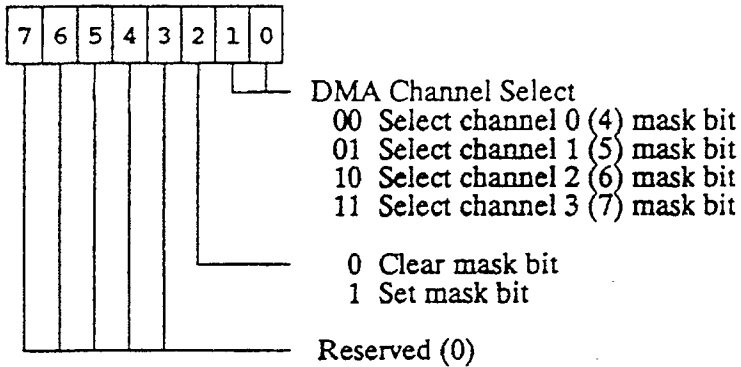 7 6 5 4 3 2 1 0
DMA Channel Select
00 Select channel 0 (4) mask bit
01 Select channel 1 (5) mask bit
10 Select channel 2 (6) mask bit
11 Select channel 3 (7) mask bit
0 Clear mask bit
1 Set mask bit
Reserved (0)